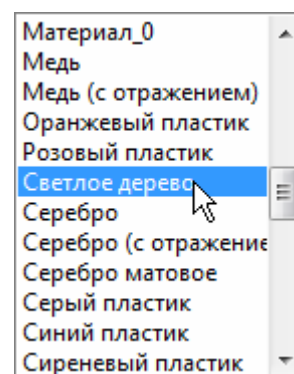 Материал_0
Медь
Медь (с отражением)
Оранжевый пластик
Розовый пластик
Светлое дерево
Серебро
Серебро (с отражение
Серебро матовое
Серый пластик
Синий пластик
Сиреневый пластик